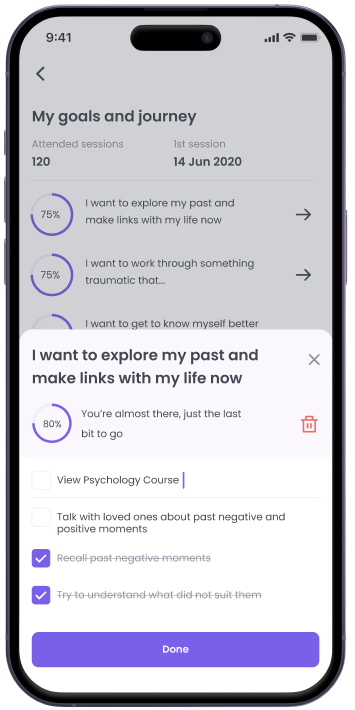 9:41
My goals and journey
Attended sessions
1st session
120
14 Jun 2020
75%
I want to explore my past and
make links with my life now
75%
I want to work through something
traumatic that...
I want to get to know myself better
I want to explore my past and
make links with my life now
80%
You're almost there, just the last
bit to go
View Psychology Course
Talk with loved ones about past negative and
positive moments
Recall past negative moments
Try to understand what did not suit them
Done